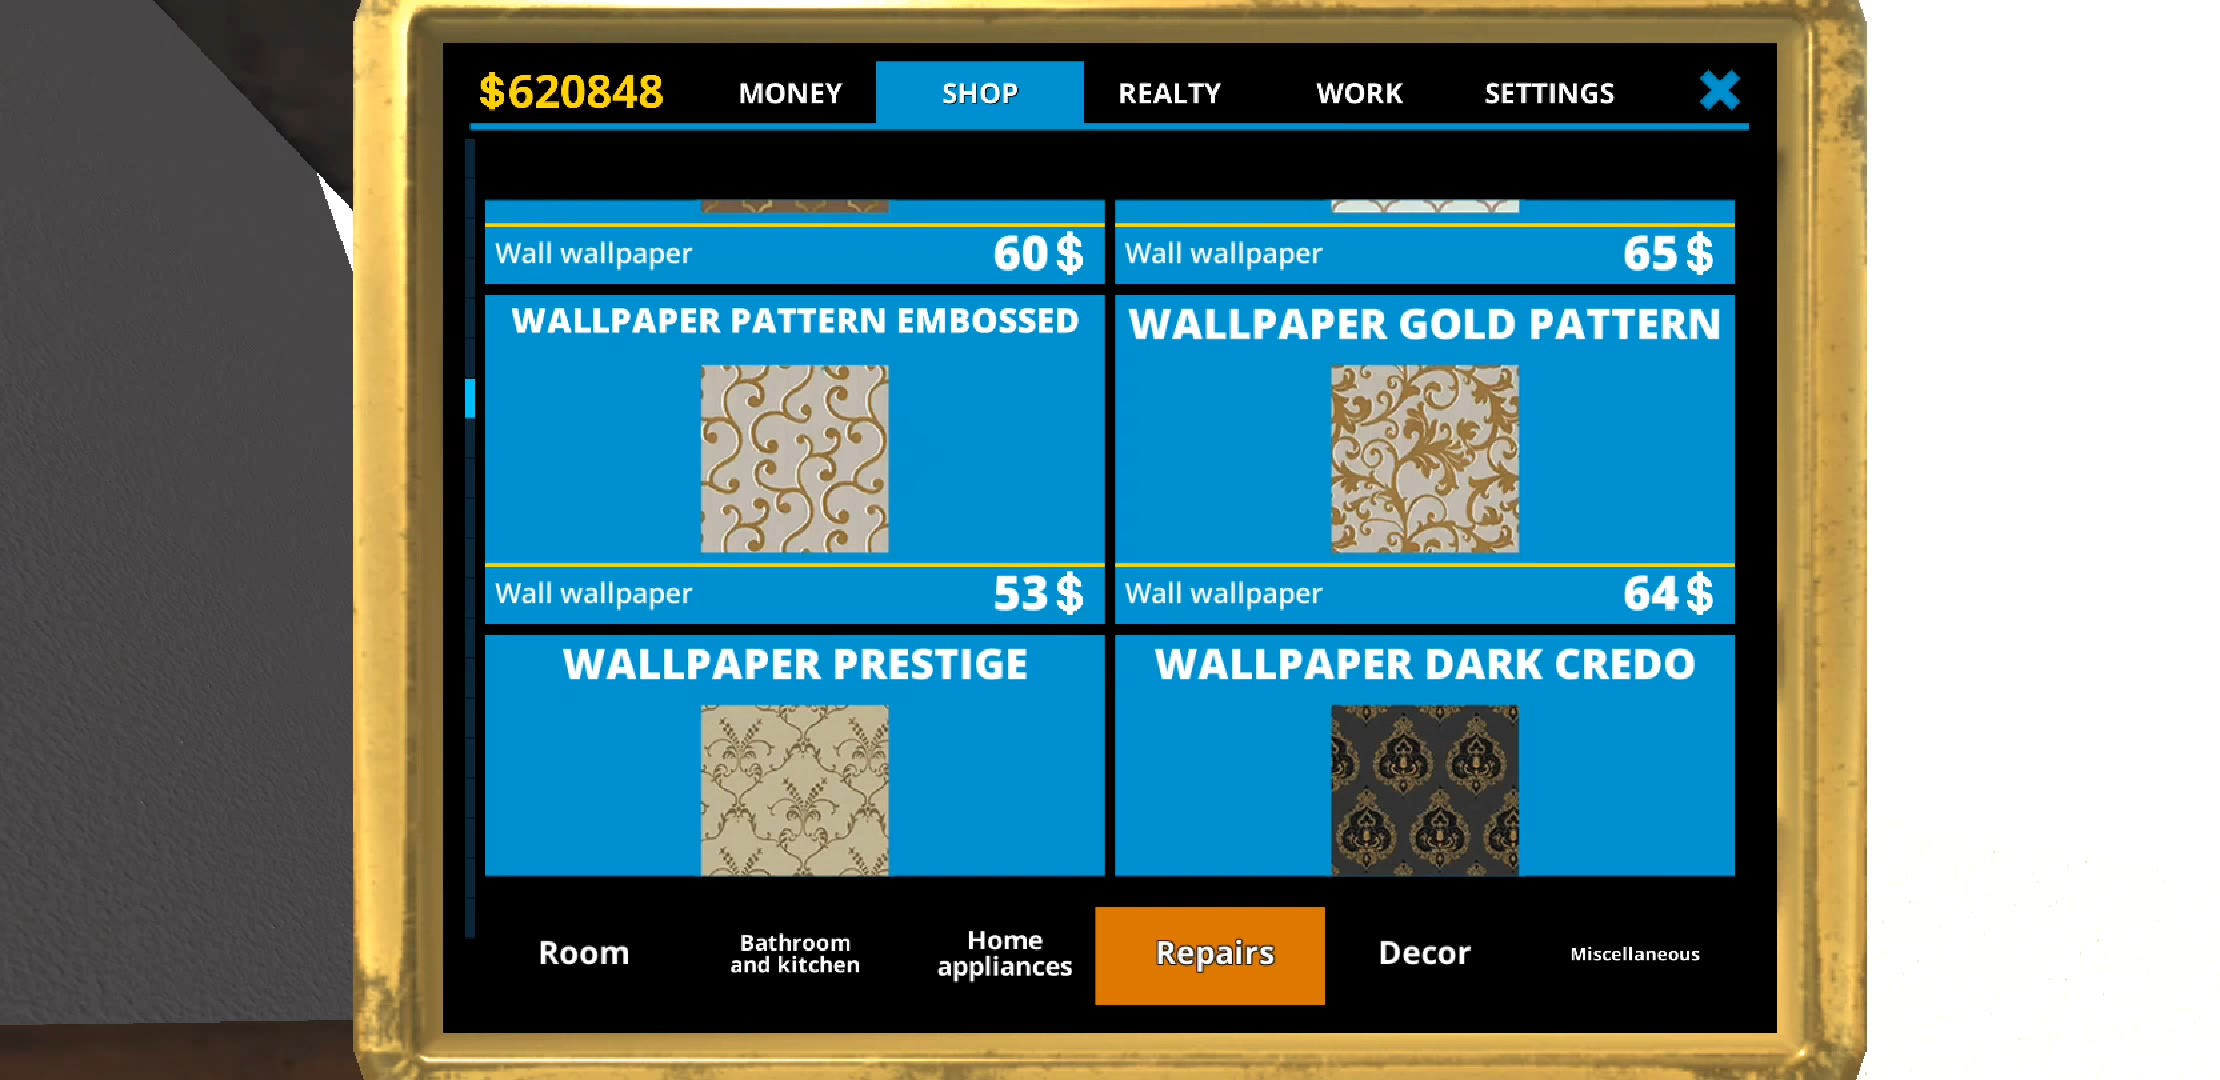 $620848 MONEY SHOP REALTY WORK SETTINGS
Wall wallpaper 60$ Wall wallpaper 65$
WALLPAPER PATTERN EMBOSSED WALLPAPER GOLD PATTERN
Wall wallpaper 53$ Wall wallpaper 64$
WALLPAPER PRESTIGE WALLPAPER DARK CREDO
Room
Bathroom
and kitchen
Home
appliances
Repairs
Decor
Miscellaneous